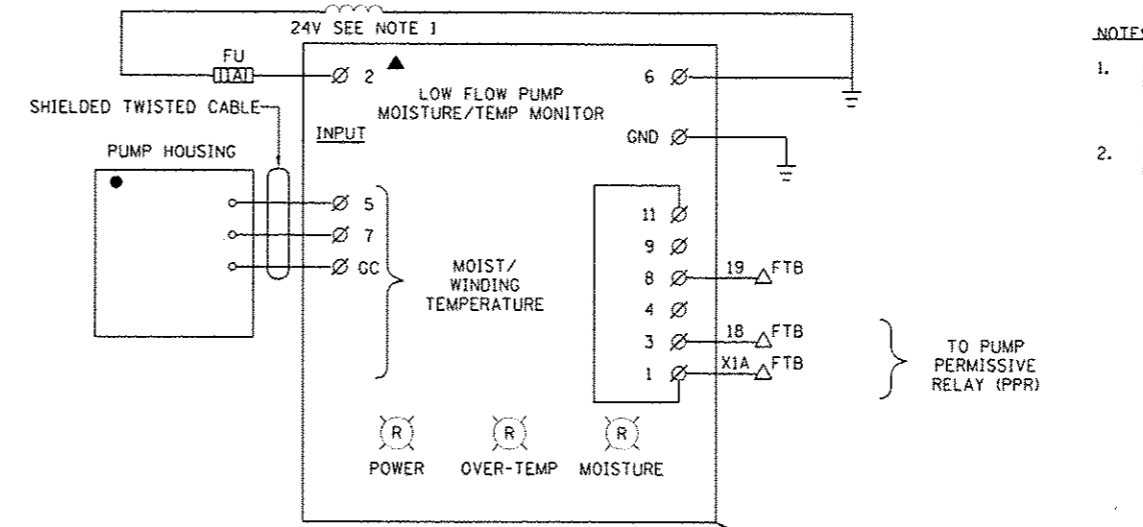 24V SEE NOTE 1
NOTES
1.
2.
FU
1A
2
6
LOW FLOW PUMP
MOISTURE/TEMP MONITOR
SHIELDED TWISTED CABLE
INPUT
GND
PUMP HOUSING
5
7
GC
MOIST/
WINDING
TEMPERATURE
11
9
8 19 FTB
4
3 18 FTB
1 X1A FTB
TO PUMP
PERMISSIVE
RELAY (PPR)
R R R
POWER OVER-TEMP MOISTURE